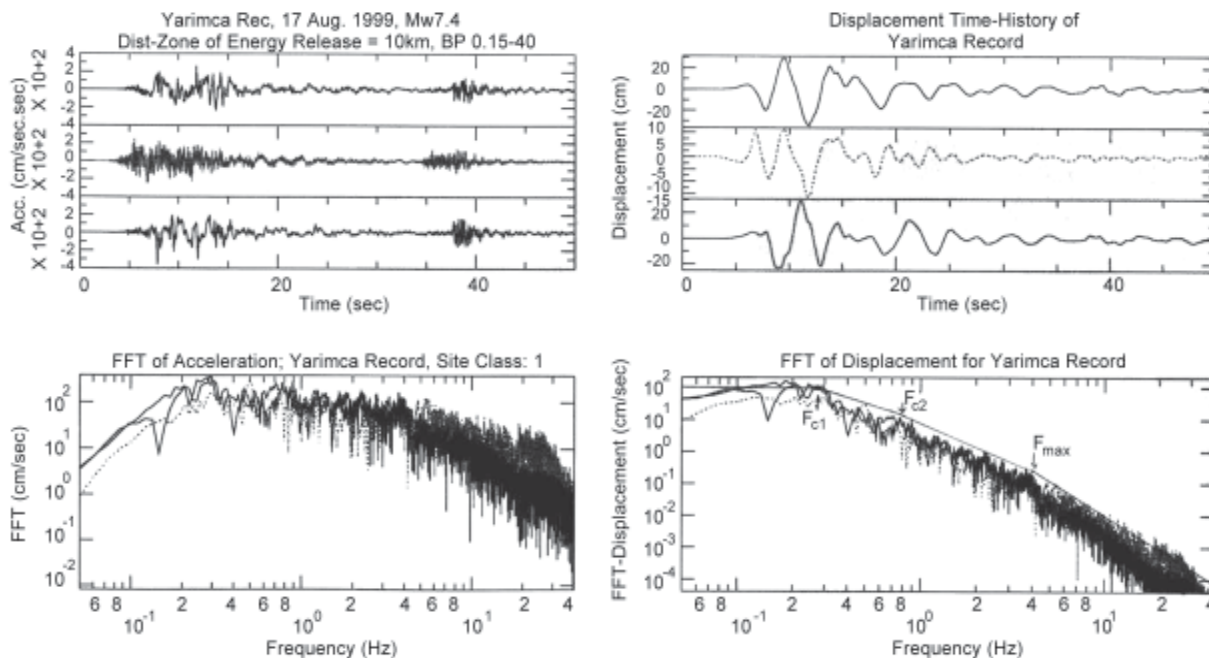 Yarimca Rec, 17 Aug. 1999, Mw7.4
Dist-Zone of Energy Release = 10km, BP 0.15-40
4
2
0
-2
-4
2
0
-2
-4
2
0
-2
-4
X 10+2
X 10+2
X 10+2
Acc. (cm/sec.sec)
0 20 40
Time (sec)
Displacement Time-History of
Yarimca Record
20
0
-20
10
5
0
-5
-10
-15
20
0
-20
Displacement (cm)
0 20 40
Time (sec)
FFT of Acceleration; Yarimca Record, Site Class: 1
10^2
10^1
10^0
10^-1
10^-2
FFT (cm/sec)
6 8 2 4 6 8 2 4 6 8 2 4
10^-1 10^0 10^1
Frequency (Hz)
FFT of Displacement for Yarimca Record
10^2
10^1
10^0
10^-1
10^-2
10^-3
10^-4
FFT-Displacement (cm/sec)
F_c1
F_c2
F_max
6 8 2 4 6 8 2 4 6 8 2 4
10^-1 10^0 10^1
Frequency (Hz)